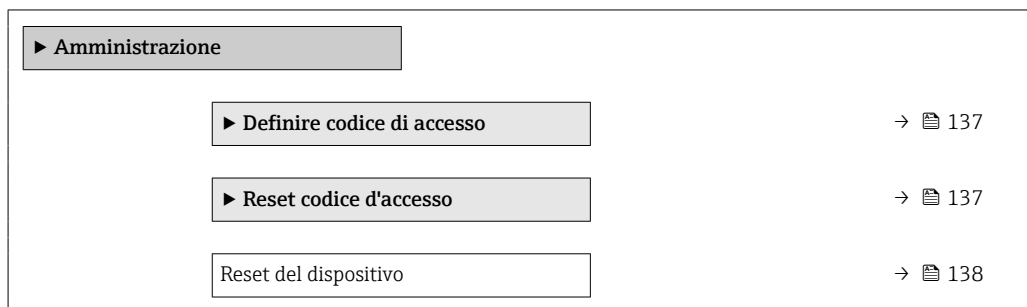 ▶ Amministrazione
▶ Definire codice di accesso → 137
▶ Reset codice d'accesso → 137
Reset del dispositivo → 138